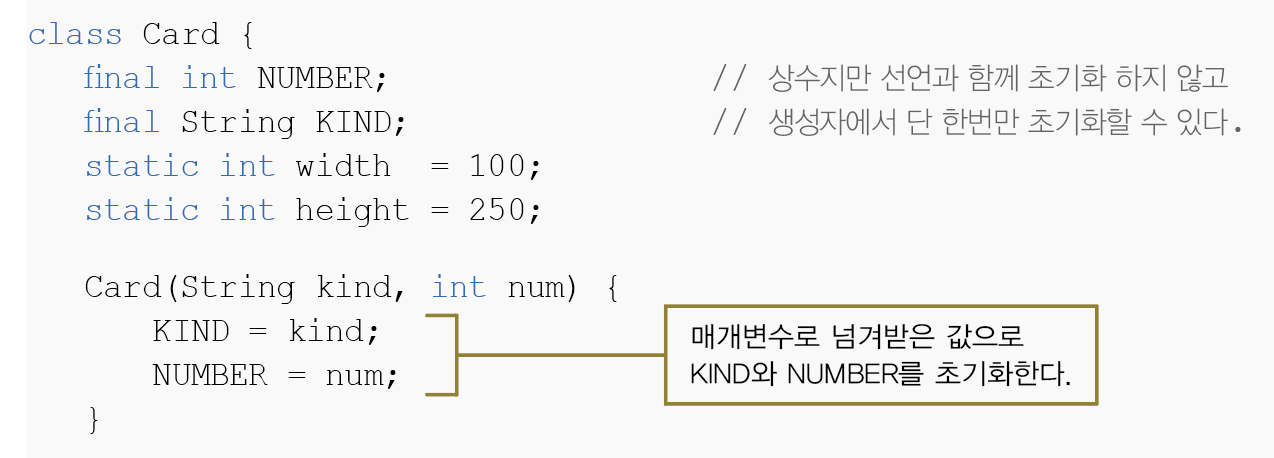 class Card {
final int NUMBER; // 상수지만 선언과 함께 초기화 하지 않고
final String KIND; // 생성자에서 단 한번만 초기화할 수 있다.
static int width = 100;
static int height = 250;
Card(String kind, int num) {
KIND = kind;
NUMBER = num;
}
매개변수로 넘겨받은 값으로
KIND와 NUMBER를 초기화한다.